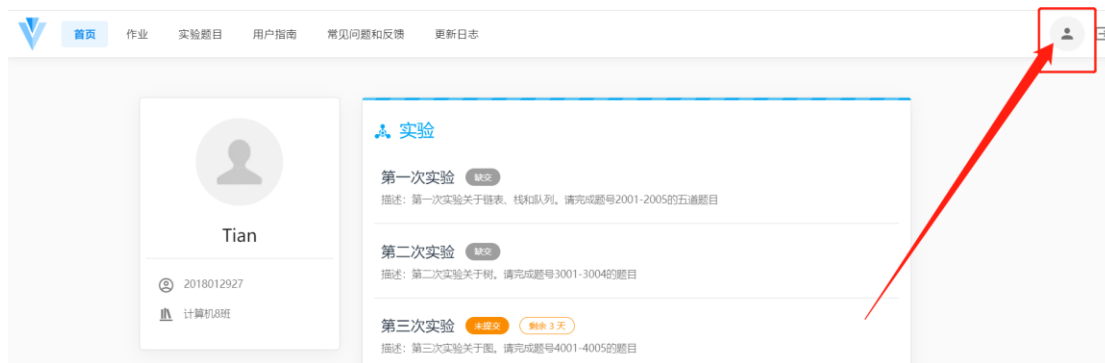 首页 作业 实验题目 用户指南 常见问题和反馈 更新日志
Tian
2018012927
计算机8班
实验
第一次实验 缺交
描述：第一次实验关于链表、栈和队列。请完成题号2001-2005的五道题目
第二次实验 缺交
描述：第二次实验关于树。请完成题号3001-3004的题目
第三次实验 未提交 剩余 3 天
描述：第三次实验关于图。请完成题号4001-4005的题目